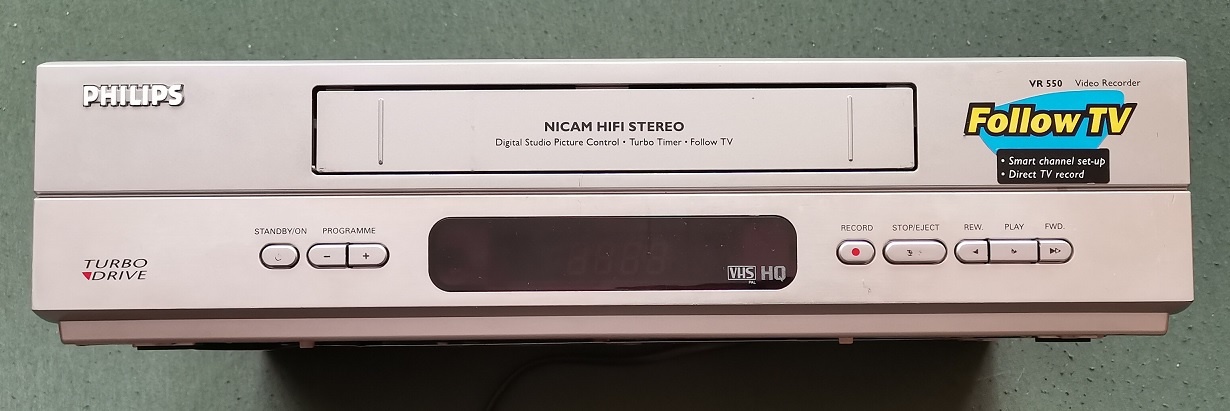 PHILIPS
VR 550 Video Recorder
NICAM HIFI STEREO
Digital Studio Picture Control • Turbo Timer • Follow TV
Follow TV
• Smart channel set-up
• Direct TV record
STANDBY/ON PROGRAMME
− +
TURBO
DRIVE
VHS HQ
PAL
RECORD STOP/EJECT REW. PLAY FWD.